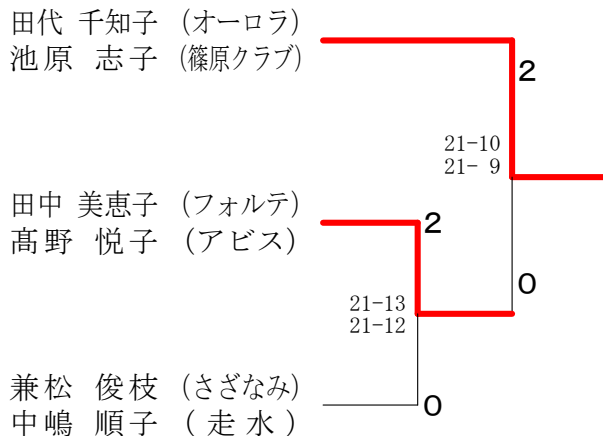 田代 千知子 (オーロラ)
池原 志子 (篠原クラブ)
2
21-10
21- 9
田中 美恵子 (フォルテ)
髙野 悦子 (アビス)
2
0
21-13
21-12
兼松 俊枝 (さざなみ)
中嶋 順子 (走水)
0